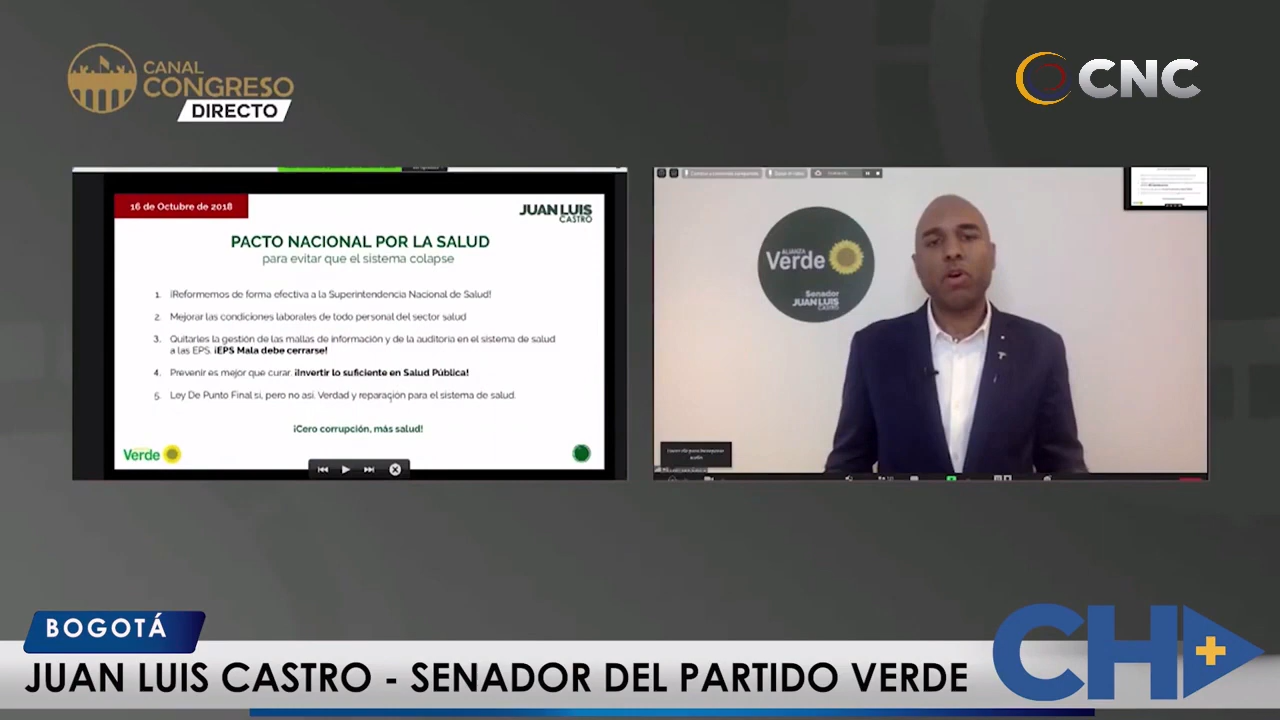 CANAL
CONGRESO
DIRECTO
CNC
16 de Octubre de 2018
JUAN LUIS
CASTRO
PACTO NACIONAL POR LA SALUD
para evitar que el sistema colapse
1. ¡Reformemos de forma efectiva a la Superintendencia Nacional de Salud!
2. Mejorar las condiciones laborales de todo personal del sector salud
3. Quitarles la gestión de las mallas de información y de la auditoria en el sistema de salud
a las EPS. ¡EPS Mala debe cerrarse!
4. Prevenir es mejor que curar. ¡Invertir lo suficiente en Salud Pública!
5. Ley De Punto Final si, pero no asi. Verdad y reparación para el sistema de salud.
¡Cero corrupción, más salud!
Verde
ALIANZA
Verde
Senador
JUAN LUIS
CASTRO
BOGOTÁ
JUAN LUIS CASTRO - SENADOR DEL PARTIDO VERDE
CH+